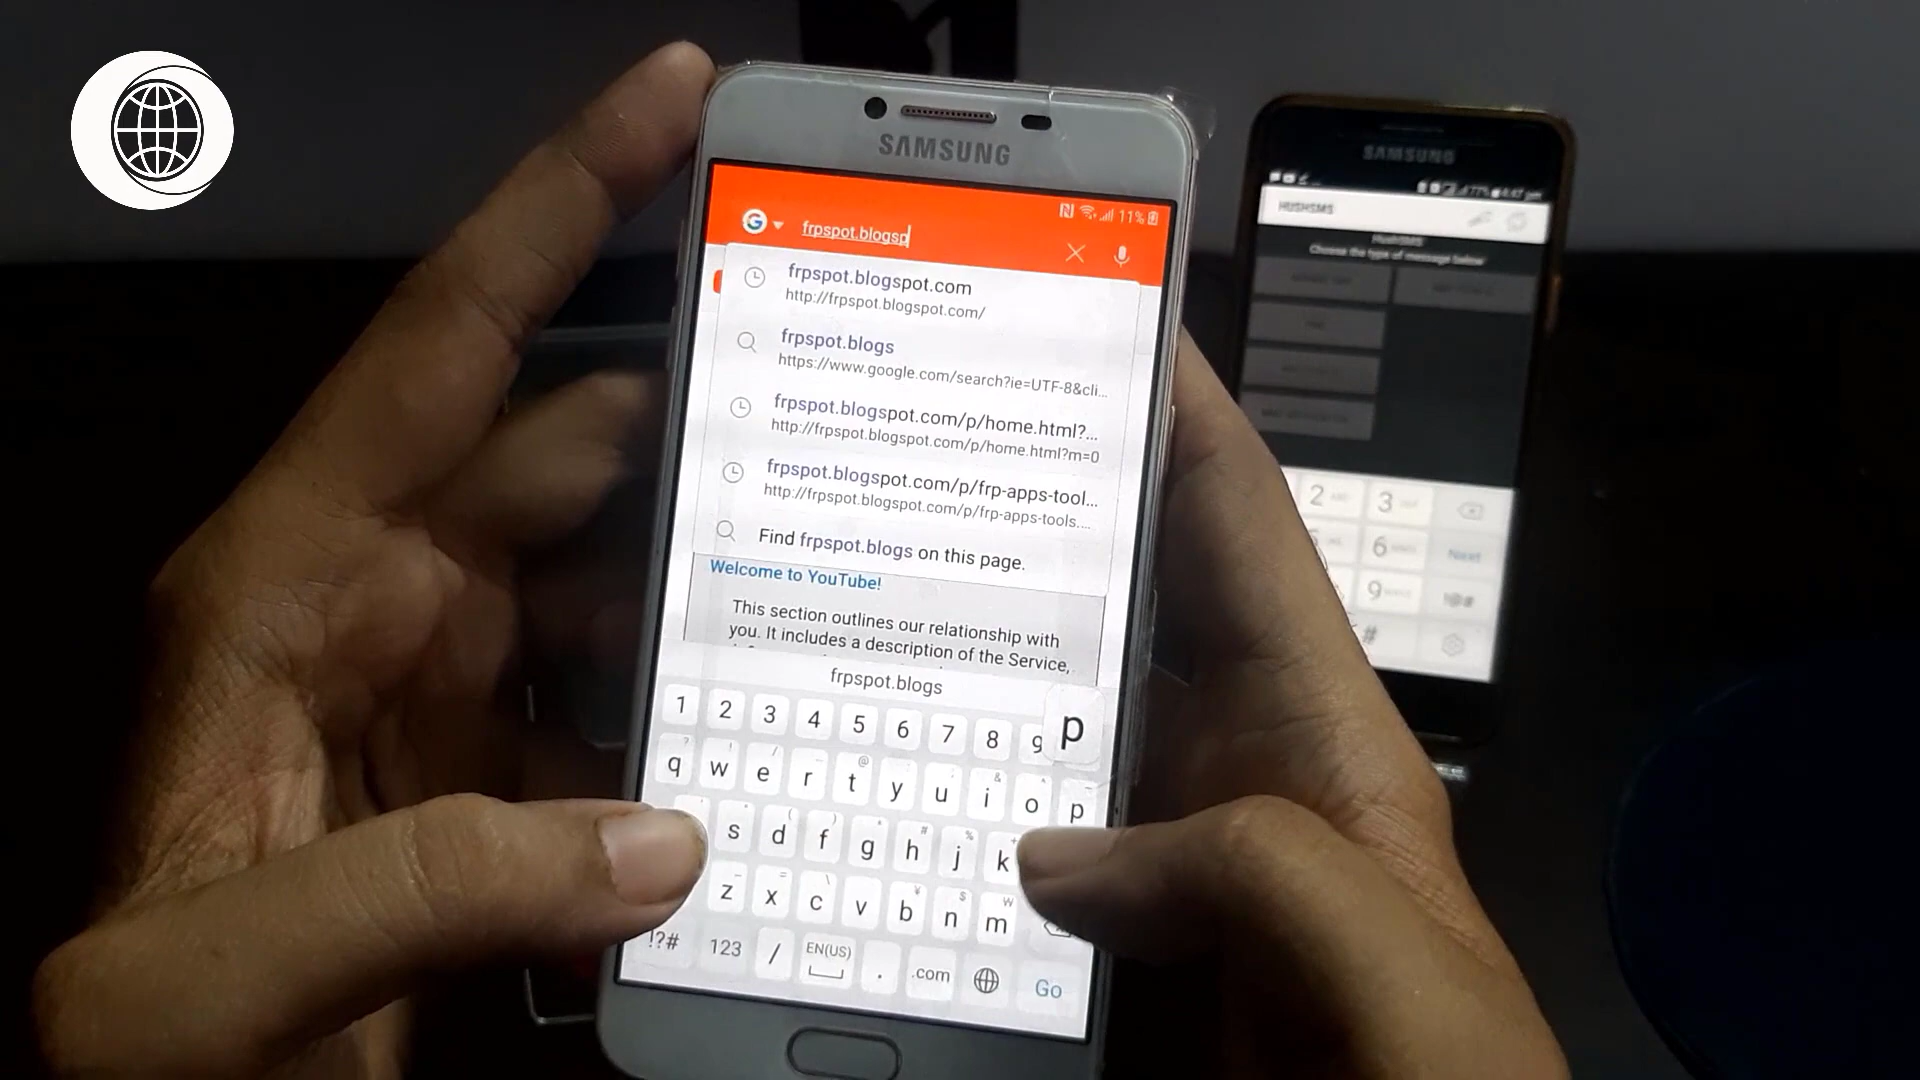 SAMSUNG
11%
frpspot.blogsp
frpspot.blogspot.com
http://frpspot.blogspot.com/
frpspot.blogs
https://www.google.com/search?ie=UTF-8&cli...
frpspot.blogspot.com/p/home.html?...
http://frpspot.blogspot.com/p/home.html?m=0
frpspot.blogspot.com/p/frp-apps-tool...
http://frpspot.blogspot.com/p/frp-apps-tools....
Find frpspot.blogs on this page.
Welcome to YouTube!
This section outlines our relationship with
you. It includes a description of the Service,
frpspot.blogs
1 2 3 4 5 6 7 8 9 p
q w e r t y u i o p
s d f g h j k
z x c v b n m
!?# 123 / EN(US) . .com Go
SAMSUNG
HUSHSMS
HushSMS
Choose the type of message below
2 3
6 Next
9 !@#
#